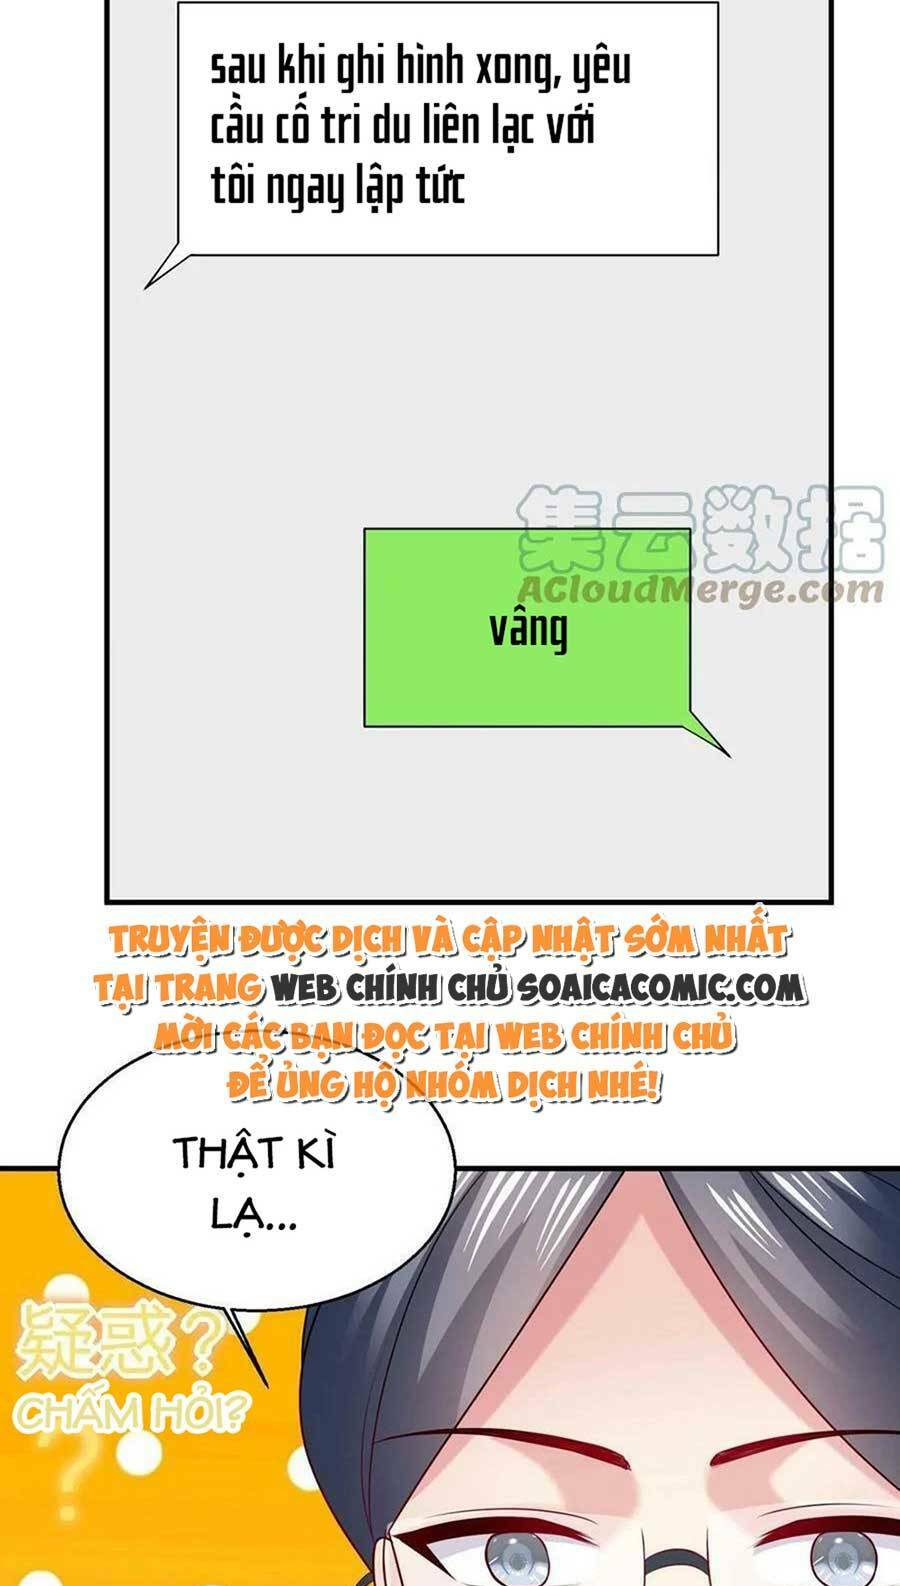 sau khi ghi hình xong, yêu
cầu cố tri du liên lạc với
tôi ngay lập tức
集云数据
ACloudMerge.com
vâng
TRUYỆN ĐƯỢC DỊCH VÀ CẬP NHẬT SỚM NHẤT
TẠI TRANG WEB CHÍNH CHỦ SOAICACOMIC.COM
MỜI CÁC BẠN ĐỌC TẠI WEB CHÍNH CHỦ
ĐỂ ỦNG HỘ NHÓM DỊCH NHÉ!
THẬT KÌ
LẠ...
疑惑?
CHẤM HỎI?